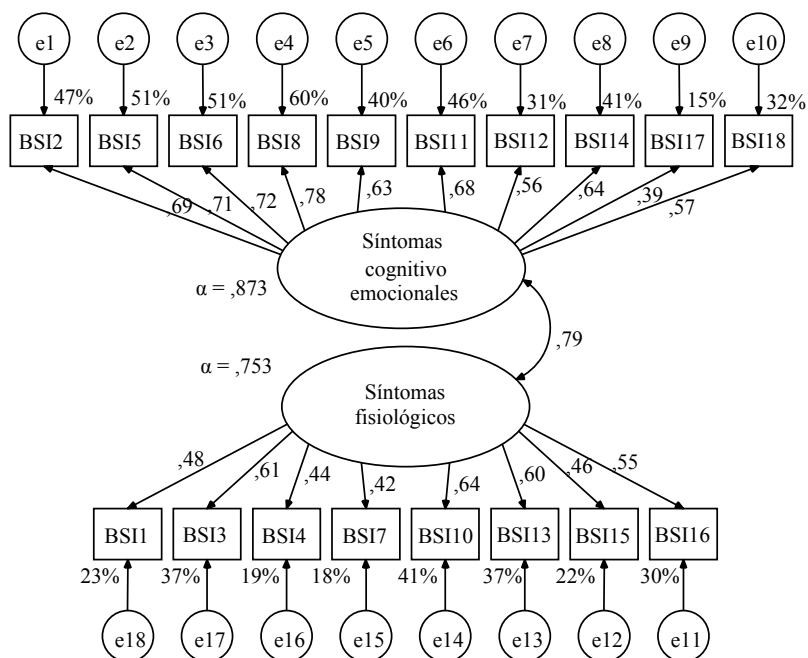 e1 e2 e3 e4 e5 e6 e7 e8 e9 e10
47% 51% 51% 60% 40% 46% 31% 41% 15% 32%
BSI2 BSI5 BSI6 BSI8 BSI9 BSI11 BSI12 BSI14 BSI17 BSI18
,69 ,71 ,72 ,78 ,63 ,68 ,56 ,64 ,39 ,57
Síntomas
cognitivo
emocionales
α = ,873
,79
α = ,753
Síntomas
fisiológicos
,48 ,61 ,44 ,42 ,64 ,60 ,46 ,55
BSI1 BSI3 BSI4 BSI7 BSI10 BSI13 BSI15 BSI16
23% 37% 19% 18% 41% 37% 22% 30%
e18 e17 e16 e15 e14 e13 e12 e11